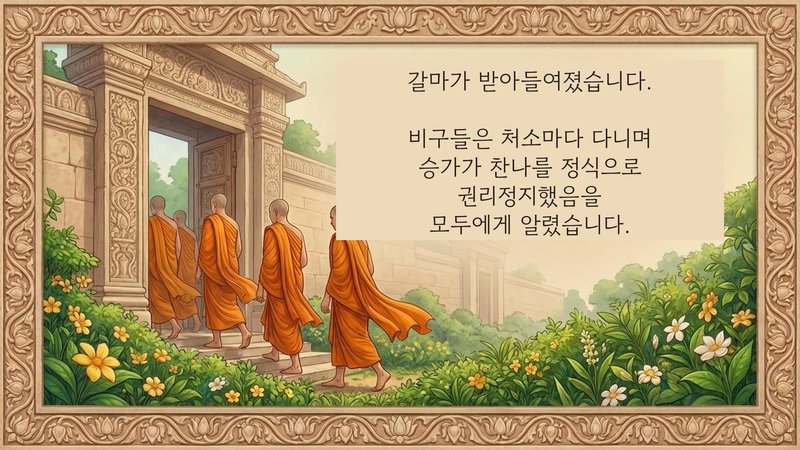 갈마가 받아들여졌습니다.
비구들은 처소마다 다니며
승가가 찬나를 정식으로
권리정지했음을
모두에게 알렸습니다.